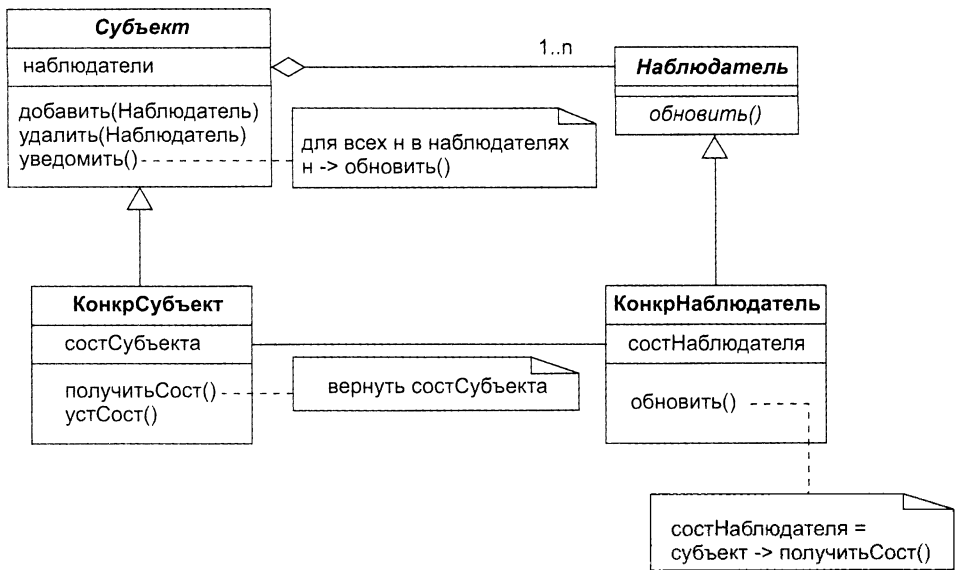 Субъект
наблюдатели
добавить(Наблюдатель)
удалить(Наблюдатель)
уведомить()
1..n
Наблюдатель
обновить()
для всех н в наблюдателях
н -> обновить()
КонкрСубъект
состСубъекта
получитьСост()
устСост()
вернуть состСубъекта
КонкрНаблюдатель
состНаблюдателя
обновить()
состНаблюдателя =
субъект -> получитьСост()